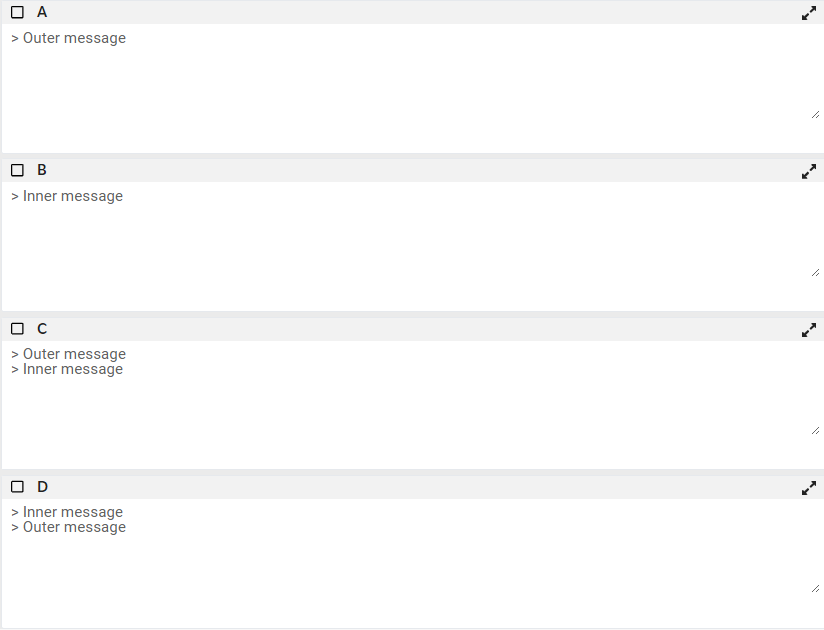 A
> Outer message
B
> Inner message
C
> Outer message
> Inner message
D
> Inner message
> Outer message